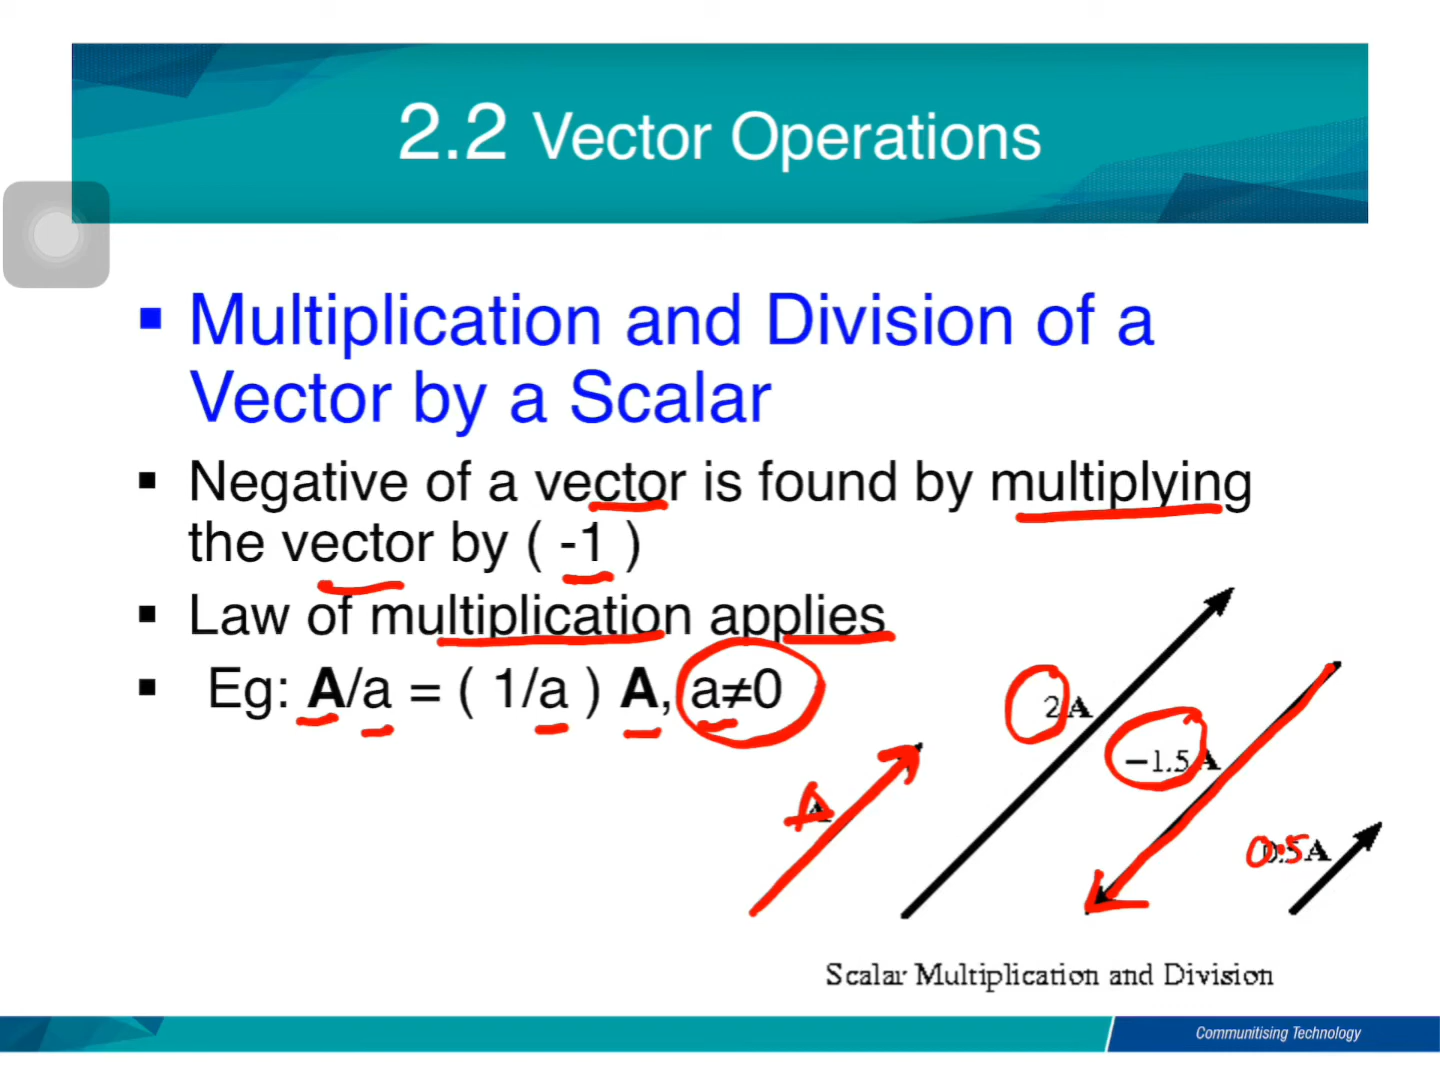 2.2 Vector Operations
Multiplication and Division of a
Vector by a Scalar
Negative of a vector is found by multiplying
the vector by ( -1 )
Law of multiplication applies
Eg: A/a = ( 1/a ) A, a≠0
2A
−1.5A
A
0.5A
Scalar Multiplication and Division
Communitising Technology